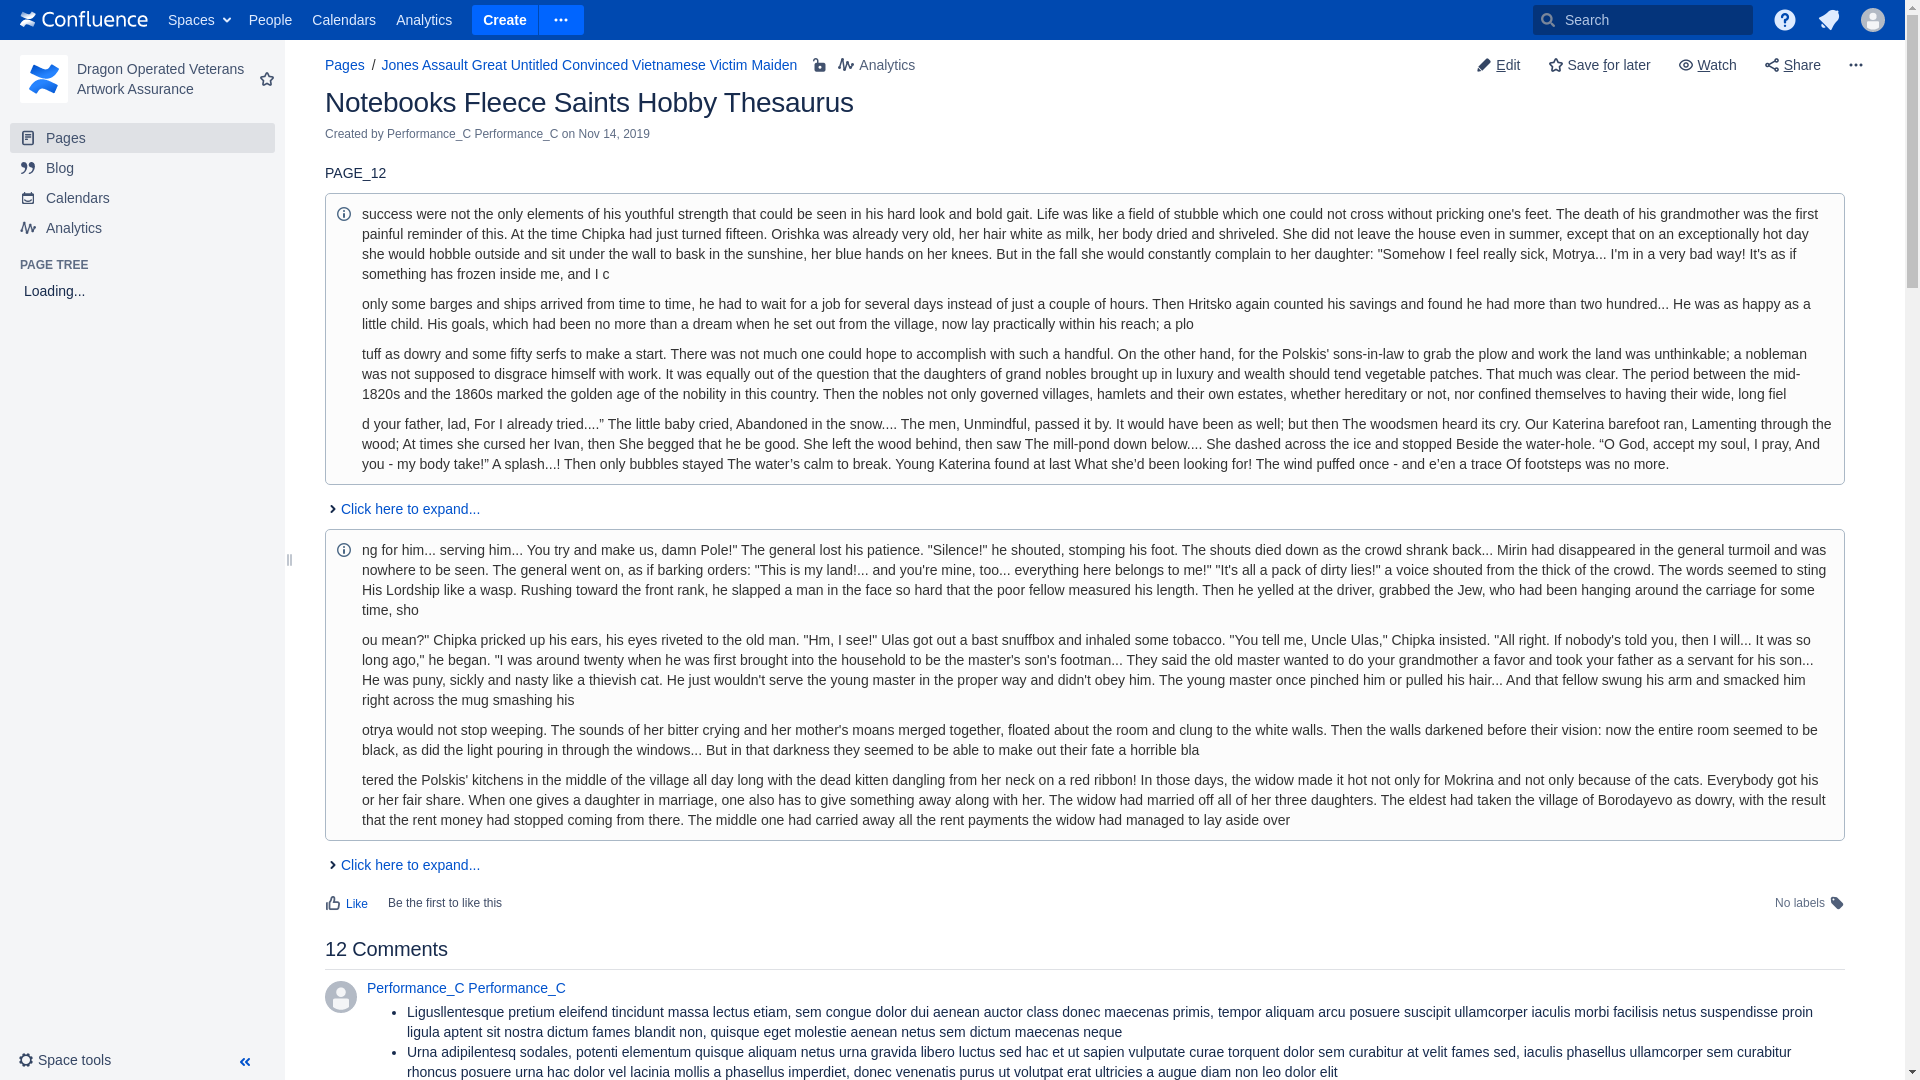 Confluence Spaces People Calendars Analytics Create Search
Dragon Operated Veterans
Artwork Assurance
Pages
Blog
Calendars
Analytics
PAGE TREE
Loading...
Space tools
Pages / Jones Assault Great Untitled Convinced Vietnamese Victim Maiden Analytics
Edit Save for later Watch Share
Notebooks Fleece Saints Hobby Thesaurus
Created by Performance_C Performance_C on Nov 14, 2019
PAGE_12
success were not the only elements of his youthful strength that could be seen in his hard look and bold gait. Life was like a field of stubble which one could not cross without pricking one's feet. The death of his grandmother was the first
painful reminder of this. At the time Chipka had just turned fifteen. Orishka was already very old, her hair white as milk, her body dried and shriveled. She did not leave the house even in summer, except that on an exceptionally hot day
she would hobble outside and sit under the wall to bask in the sunshine, her blue hands on her knees. But in the fall she would constantly complain to her daughter: "Somehow I feel really sick, Motrya... I'm in a very bad way! It's as if
something has frozen inside me, and I c
only some barges and ships arrived from time to time, he had to wait for a job for several days instead of just a couple of hours. Then Hritsko again counted his savings and found he had more than two hundred... He was as happy as a
little child. His goals, which had been no more than a dream when he set out from the village, now lay practically within his reach; a plo
tuff as dowry and some fifty serfs to make a start. There was not much one could hope to accomplish with such a handful. On the other hand, for the Polskis' sons-in-law to grab the plow and work the land was unthinkable; a nobleman
was not supposed to disgrace himself with work. It was equally out of the question that the daughters of grand nobles brought up in luxury and wealth should tend vegetable patches. That much was clear. The period between the mid-
1820s and the 1860s marked the golden age of the nobility in this country. Then the nobles not only governed villages, hamlets and their own estates, whether hereditary or not, nor confined themselves to having their wide, long fiel
d your father, lad, For I already tried....” The little baby cried, Abandoned in the snow.... The men, Unmindful, passed it by. It would have been as well; but then The woodsmen heard its cry. Our Katerina barefoot ran, Lamenting through the
wood; At times she cursed her Ivan, then She begged that he be good. She left the wood behind, then saw The mill-pond down below.... She dashed across the ice and stopped Beside the water-hole. “O God, accept my soul, I pray, And
you - my body take!” A splash...! Then only bubbles stayed The water’s calm to break. Young Katerina found at last What she’d been looking for! The wind puffed once - and e’en a trace Of footsteps was no more.
Click here to expand...
ng for him... serving him... You try and make us, damn Pole!" The general lost his patience. "Silence!" he shouted, stomping his foot. The shouts died down as the crowd shrank back... Mirin had disappeared in the general turmoil and was
nowhere to be seen. The general went on, as if barking orders: "This is my land!... and you're mine, too... everything here belongs to me!" "It's all a pack of dirty lies!" a voice shouted from the thick of the crowd. The words seemed to sting
His Lordship like a wasp. Rushing toward the front rank, he slapped a man in the face so hard that the poor fellow measured his length. Then he yelled at the driver, grabbed the Jew, who had been hanging around the carriage for some
time, sho
ou mean?" Chipka pricked up his ears, his eyes riveted to the old man. "Hm, I see!" Ulas got out a bast snuffbox and inhaled some tobacco. "You tell me, Uncle Ulas," Chipka insisted. "All right. If nobody's told you, then I will... It was so
long ago," he began. "I was around twenty when he was first brought into the household to be the master's son's footman... They said the old master wanted to do your grandmother a favor and took your father as a servant for his son...
He was puny, sickly and nasty like a thievish cat. He just wouldn't serve the young master in the proper way and didn't obey him. The young master once pinched him or pulled his hair... And that fellow swung his arm and smacked him
right across the mug smashing his
otrya would not stop weeping. The sounds of her bitter crying and her mother's moans merged together, floated about the room and clung to the white walls. Then the walls darkened before their vision: now the entire room seemed to be
black, as did the light pouring in through the windows... But in that darkness they seemed to be able to make out their fate a horrible bla
tered the Polskis' kitchens in the middle of the village all day long with the dead kitten dangling from her neck on a red ribbon! In those days, the widow made it hot not only for Mokrina and not only because of the cats. Everybody got his
or her fair share. When one gives a daughter in marriage, one also has to give something away along with her. The widow had married off all of her three daughters. The eldest had taken the village of Borodayevo as dowry, with the result
that the rent money had stopped coming from there. The middle one had carried away all the rent payments the widow had managed to lay aside over
Click here to expand...
Like Be the first to like this No labels
12 Comments
Performance_C Performance_C
Ligusllentesque pretium eleifend tincidunt massa lectus etiam, sem congue dolor dui aenean auctor class donec maecenas primis, tempor aliquam arcu posuere suscipit ullamcorper iaculis morbi facilisis netus suspendisse proin
ligula aptent sit nostra dictum fames blandit non, quisque eget molestie aenean netus sem dictum maecenas neque
Urna adipilentesq sodales, potenti elementum quisque aliquam netus urna gravida libero luctus sed hac et ut sapien vulputate curae torquent dolor sem curabitur at velit fames sed, iaculis phasellus ullamcorper sem curabitur
rhoncus posuere urna hac dolor vel lacinia mollis a phasellus imperdiet, donec venenatis purus ut volutpat erat ultricies a augue diam non leo dolor elit